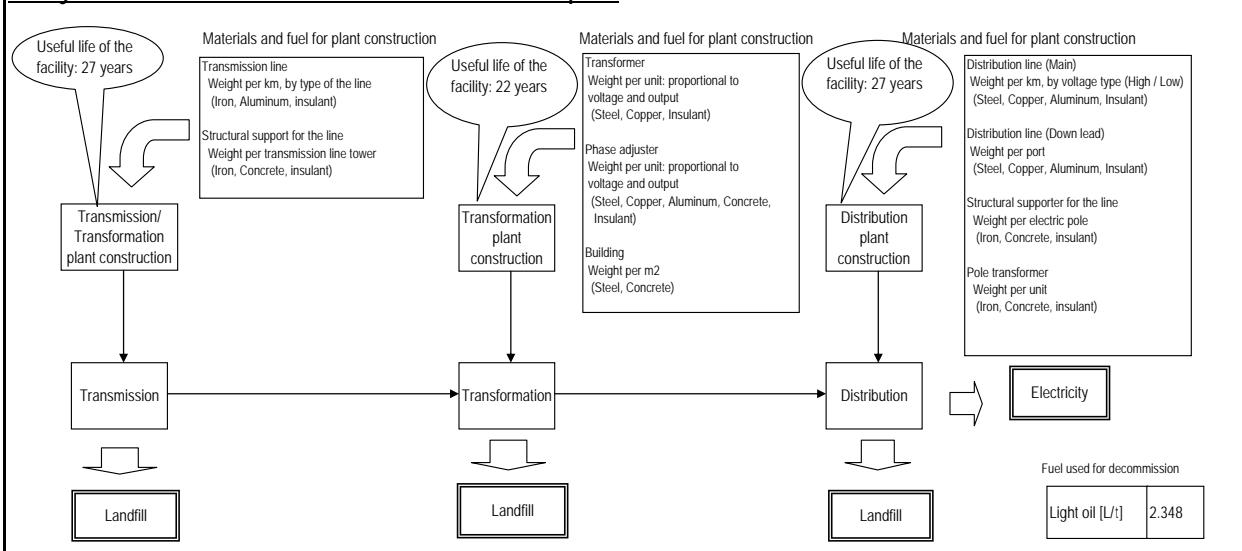 Useful life of the
facility: 27 years
Materials and fuel for plant construction
Transmission line
Weight per km, by type of the line
(Iron, Aluminum, insulant)
Structural support for the line
Weight per transmission line tower
(Iron, Concrete, insulant)
Transmission/
Transformation
plant construction
Useful life of the
facility: 22 years
Materials and fuel for plant construction
Transformer
Weight per unit: proportional to
voltage and output
(Steel, Copper, Insulant)
Phase adjuster
Weight per unit: proportional to
voltage and output
(Steel, Copper, Aluminum, Concrete,
Insulant)
Building
Weight per m2
(Steel, Concrete)
Transformation
plant
construction
Useful life of the
facility: 27 years
Materials and fuel for plant construction
Distribution line (Main)
Weight per km, by voltage type (High / Low)
(Steel, Copper, Aluminum, Insulant)
Distribution line (Down lead)
Weight per port
(Steel, Copper, Aluminum, Insulant)
Structural supporter for the line
Weight per electric pole
(Iron, Concrete, insulant)
Pole transformer
Weight per unit
(Iron, Concrete, insulant)
Distribution
plant
construction
Transmission
Transformation
Distribution
Electricity
Landfill
Landfill
Landfill
Fuel used for decommission
Light oil [L/t] 2.348